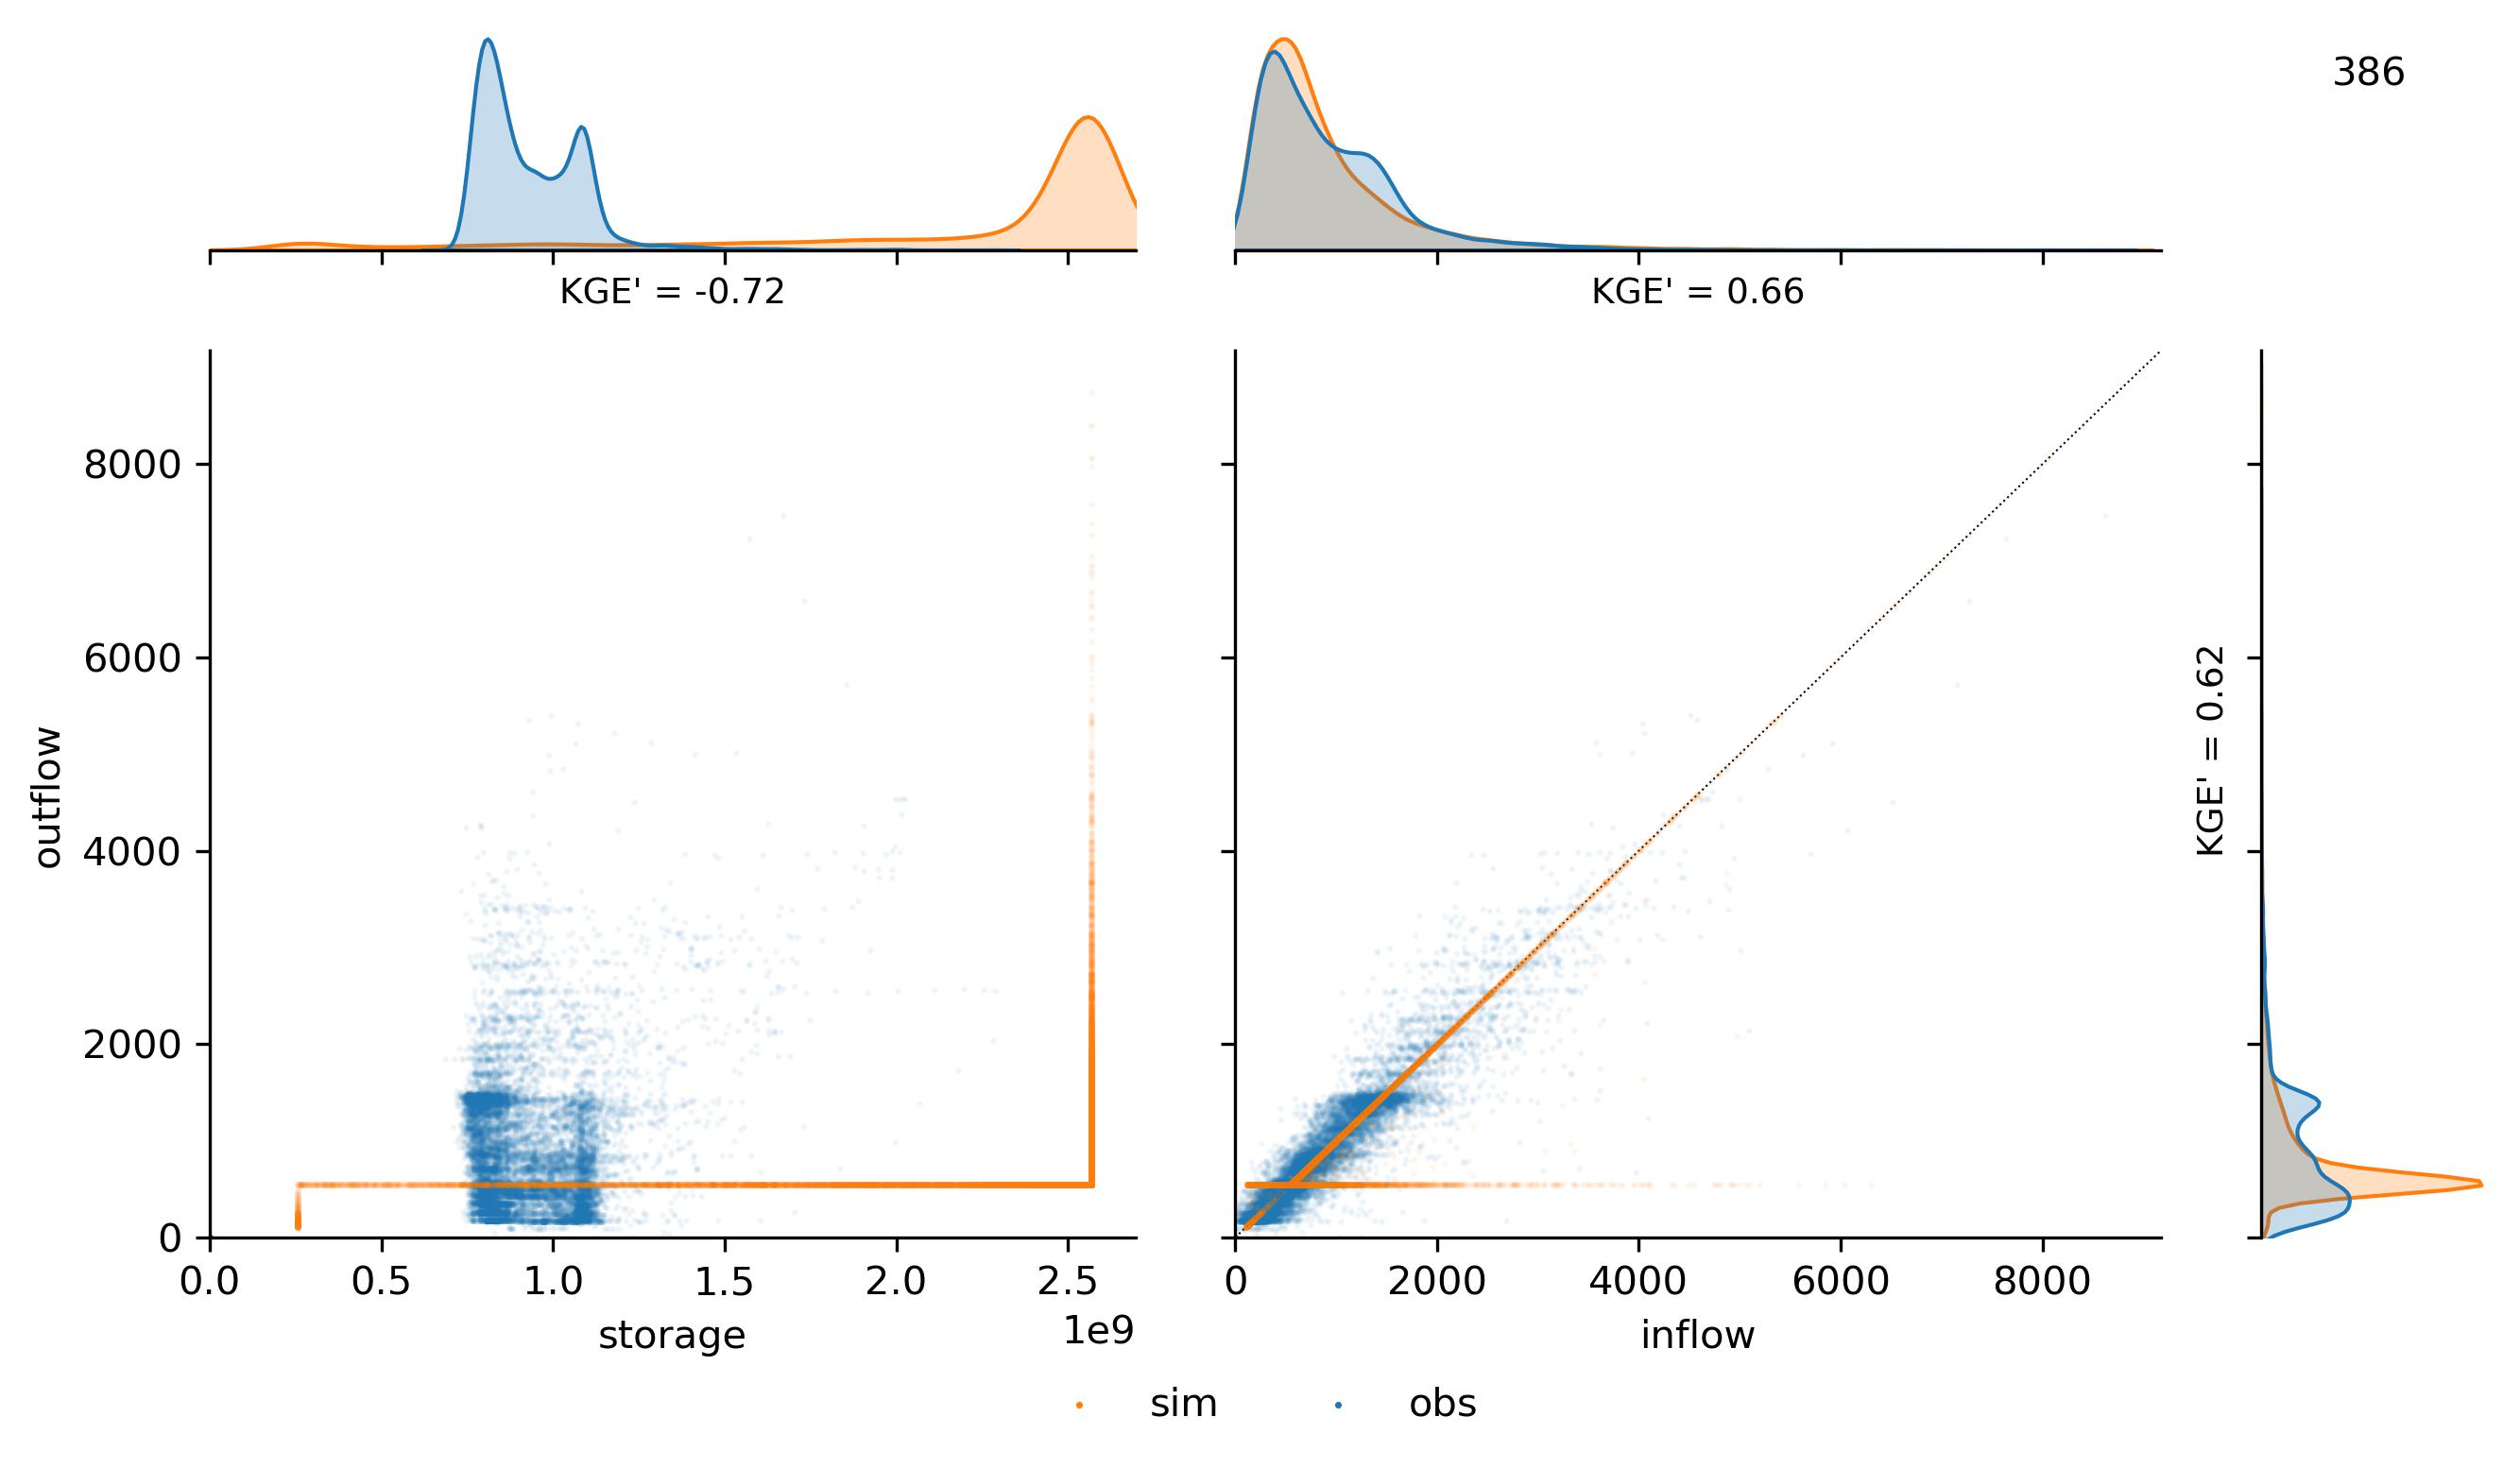 386
KGE' = -0.72
KGE' = 0.66
outflow
8000
6000
4000
2000
0
KGE' = 0.62
0.0 0.5 1.0 1.5 2.0 2.5
1e9
storage
0 2000 4000 6000 8000
inflow
sim obs